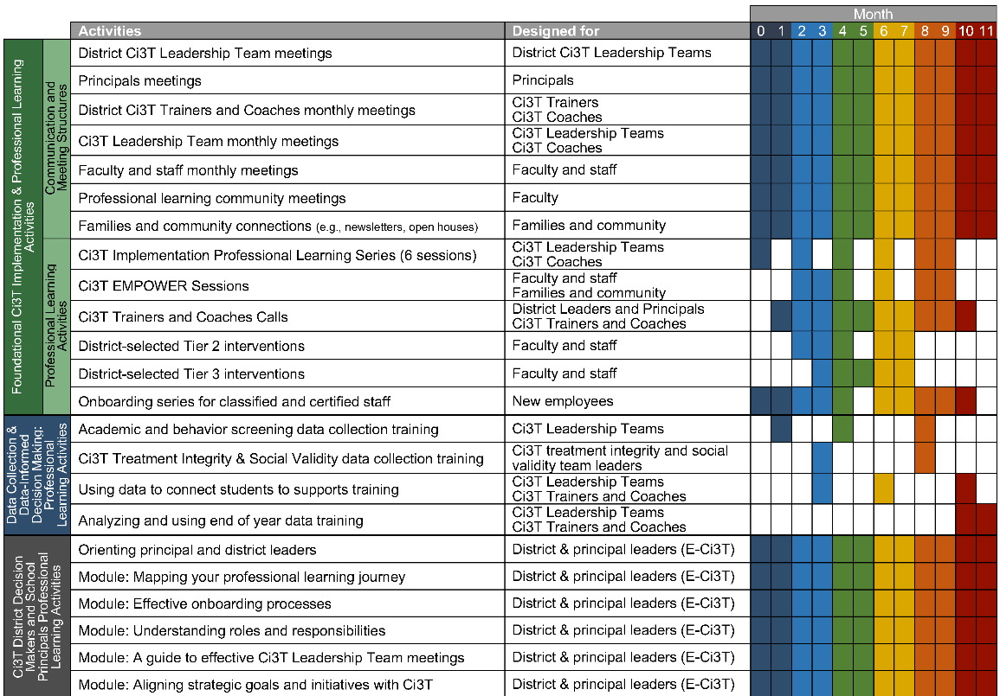 Month
Activities
Designed for
0 1 2 3 4 5 6 7 8 9 10 11
Foundational Ci3T Implementation & Professional Learning
Activities
Communication and
Meeting Structures
District Ci3T Leadership Team meetings
District Ci3T Leadership Teams
Principals meetings
Principals
District Ci3T Trainers and Coaches monthly meetings
Ci3T Trainers
Ci3T Coaches
Ci3T Leadership Team monthly meetings
Ci3T Leadership Teams
Ci3T Coaches
Faculty and staff monthly meetings
Faculty and staff
Professional learning community meetings
Faculty
Families and community connections (e.g., newsletters, open houses)
Families and community
Professional Learning
Activities
Ci3T Implementation Professional Learning Series (6 sessions)
Ci3T Leadership Teams
Ci3T Coaches
Ci3T EMPOWER Sessions
Faculty and staff
Families and community
Ci3T Trainers and Coaches Calls
District Leaders and Principals
Ci3T Trainers and Coaches
District-selected Tier 2 interventions
Faculty and staff
District-selected Tier 3 interventions
Faculty and staff
Onboarding series for classified and certified staff
New employees
Data Collection &
Data-Informed
Decision Making:
Professional
Learning Activities
Academic and behavior screening data collection training
Ci3T Leadership Teams
Ci3T Treatment Integrity & Social Validity data collection training
Ci3T treatment integrity and social
validity team leaders
Using data to connect students to supports training
Ci3T Leadership Teams
Ci3T Trainers and Coaches
Analyzing and using end of year data training
Ci3T Leadership Teams
Ci3T Trainers and Coaches
Ci3T District Decision
Makers and School
Principals Professional
Learning Activities
Orienting principal and district leaders
District & principal leaders (E-Ci3T)
Module: Mapping your professional learning journey
District & principal leaders (E-Ci3T)
Module: Effective onboarding processes
District & principal leaders (E-Ci3T)
Module: Understanding roles and responsibilities
District & principal leaders (E-Ci3T)
Module: A guide to effective Ci3T Leadership Team meetings
District & principal leaders (E-Ci3T)
Module: Aligning strategic goals and initiatives with Ci3T
District & principal leaders (E-Ci3T)